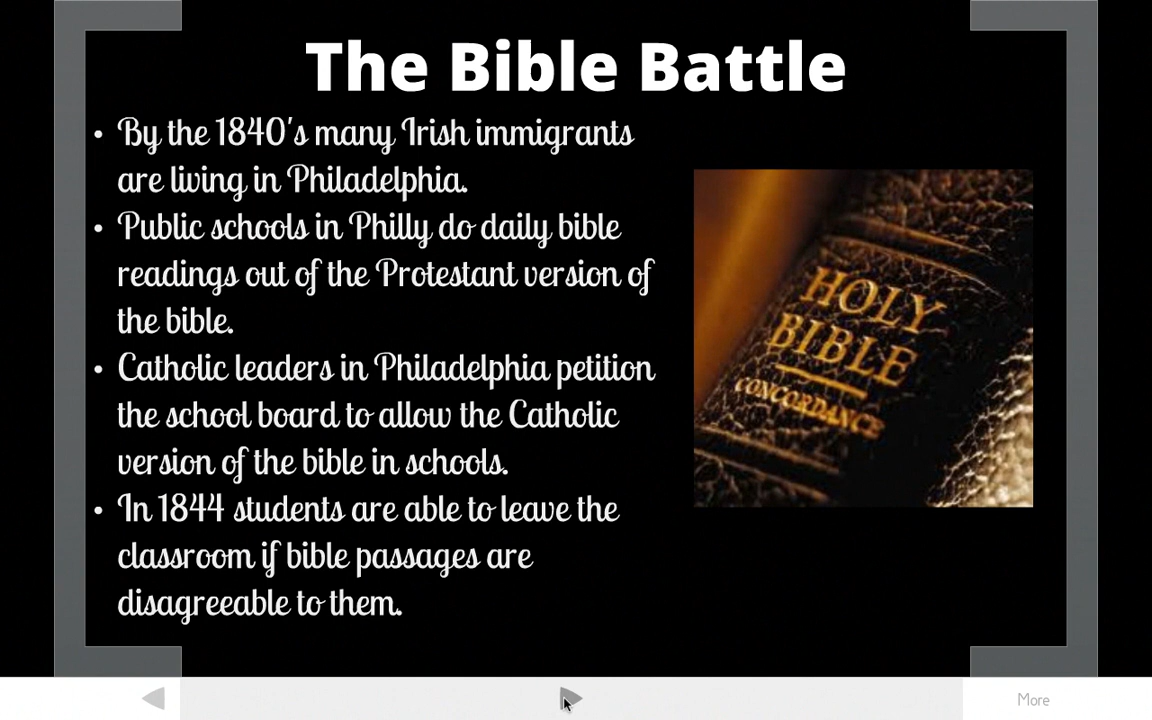 The Bible Battle
• By the 1840's many Irish immigrants
are living in Philadelphia.
• Public schools in Philly do daily bible
readings out of the Protestant version of
the bible.
• Catholic leaders in Philadelphia petition
the school board to allow the Catholic
version of the bible in schools.
• In 1844 students are able to leave the
classroom if bible passages are
disagreeable to them.
HOLY
BIBLE
CONCORDANCE
More